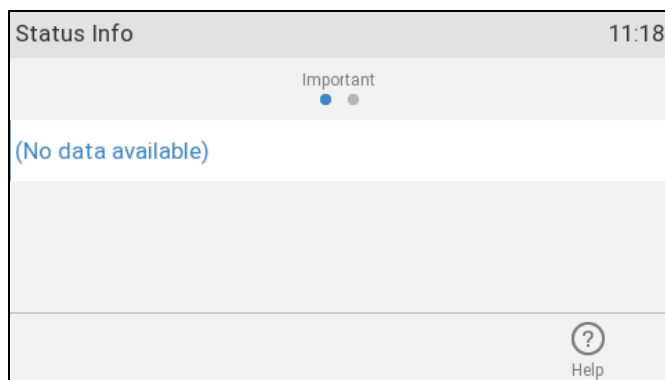 Status Info 11:18
Important
(No data available)
?
Help